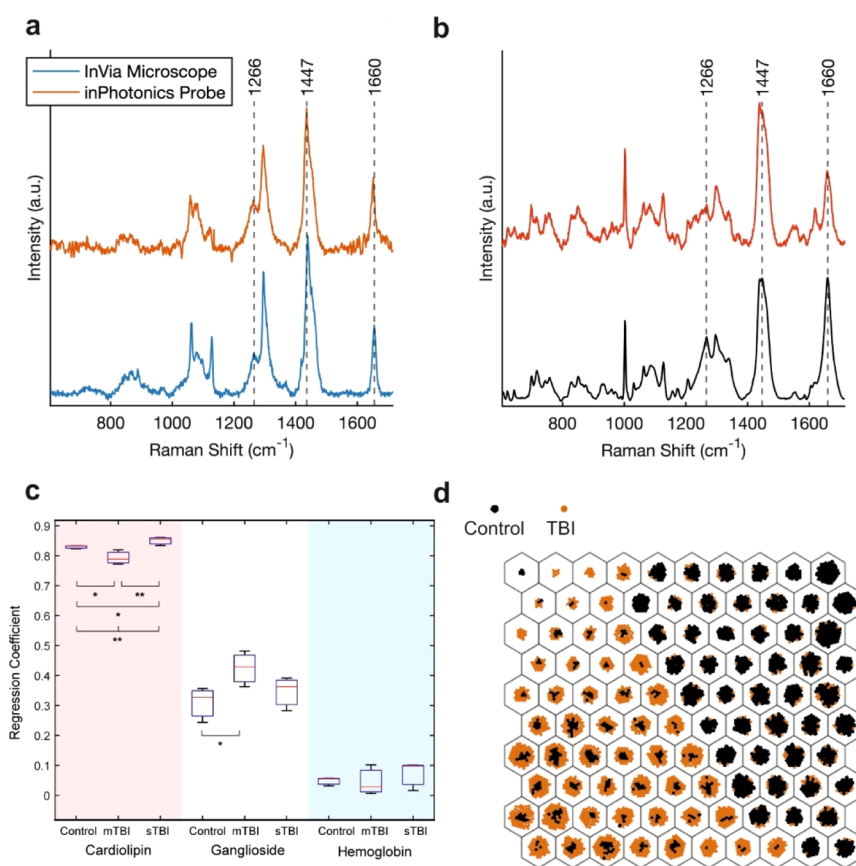 a
InVia Microscope
inPhotonics Probe
1266
1447
1660
Intensity (a.u.)
800 1000 1200 1400 1600
Raman Shift (cm⁻¹)
b
1266
1447
1660
Intensity (a.u.)
800 1000 1200 1400 1600
Raman Shift (cm⁻¹)
c
Regression Coefficient
0.9
0.8
0.7
0.6
0.5
0.4
0.3
0.2
0.1
0
* **
*
**
*
Control mTBI sTBI Control mTBI sTBI Control mTBI sTBI
Cardiolipin Ganglioside Hemoglobin
d
Control TBI